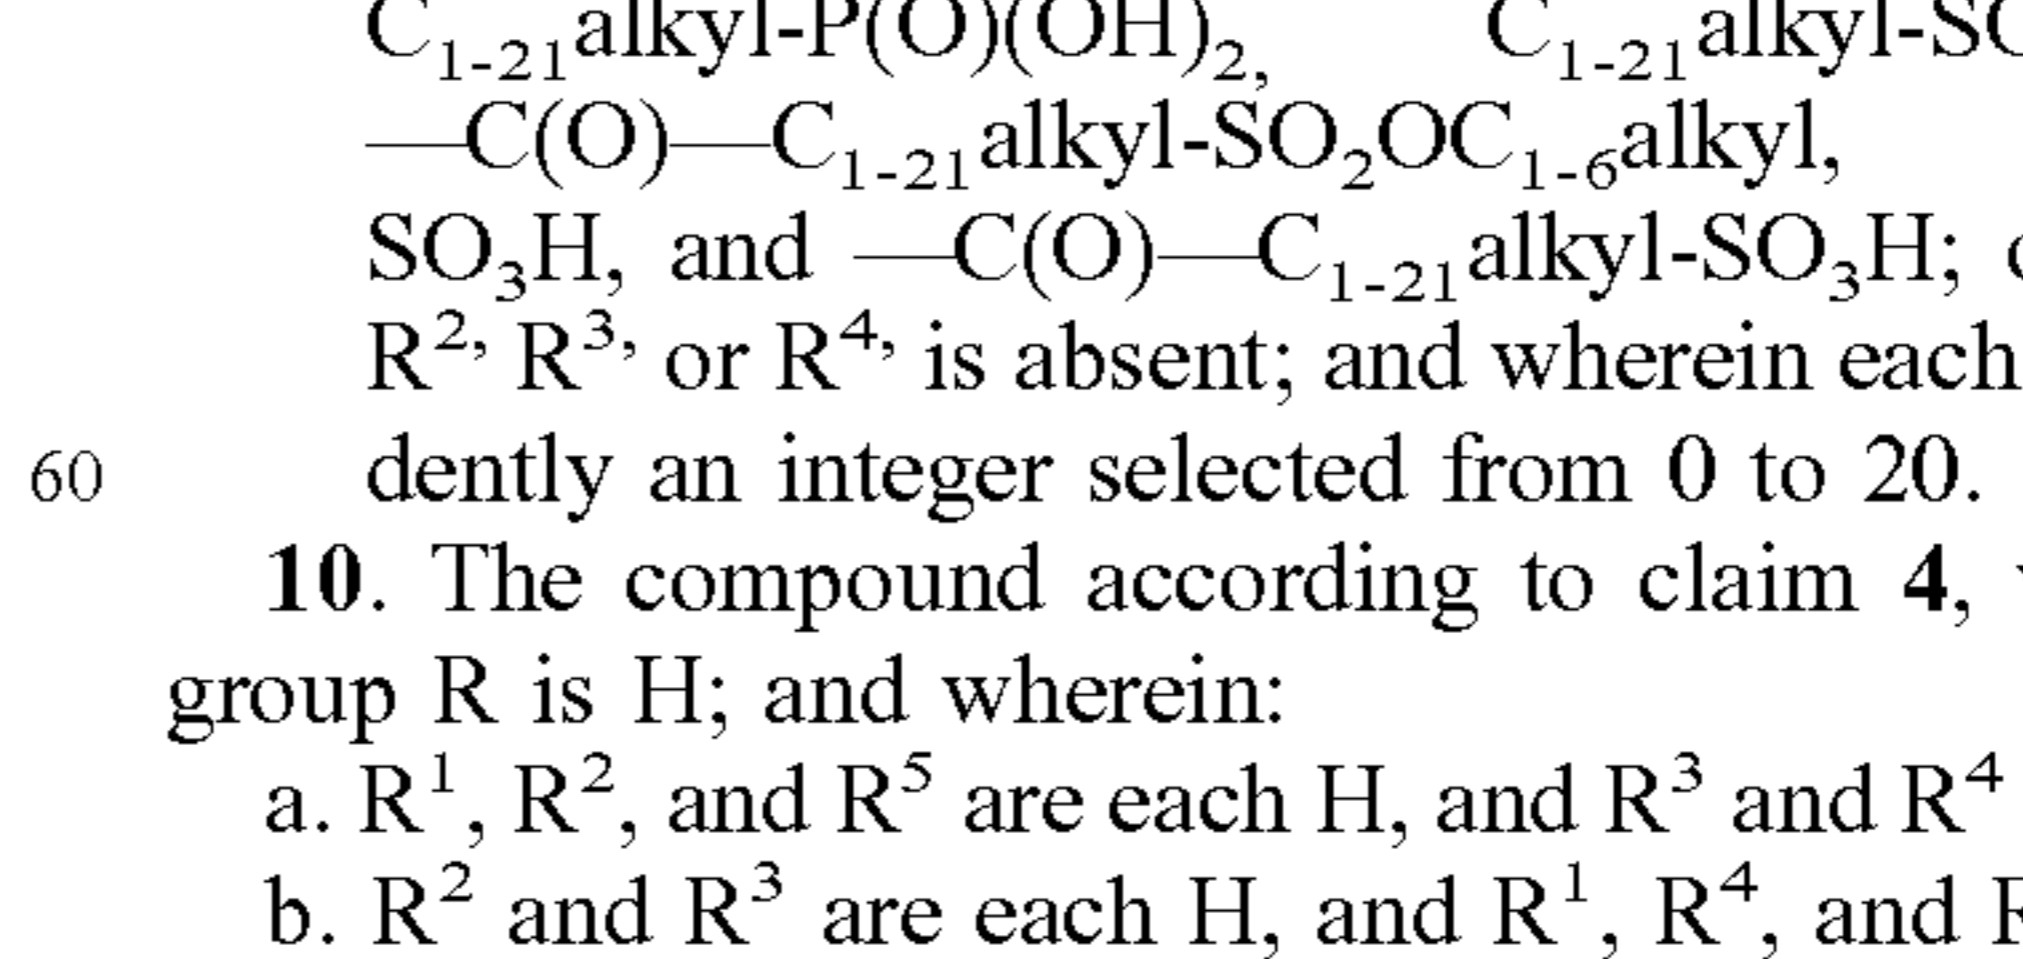 C₁₋₂₁alkyl-P(O)(OH)₂, C₁₋₂₁alkyl-
—C(O)—C₁₋₂₁alkyl-SO₂OC₁₋₆alkyl,
SO₃H, and —C(O)—C₁₋₂₁alkyl-SO₃H;
R²˒ R³˒ or R⁴˒ is absent; and wherein each
60 dently an integer selected from 0 to 20.
10. The compound according to claim 4,
group R is H; and wherein:
a. R¹, R², and R⁵ are each H, and R³ and R⁴
b. R² and R³ are each H, and R¹, R⁴, and